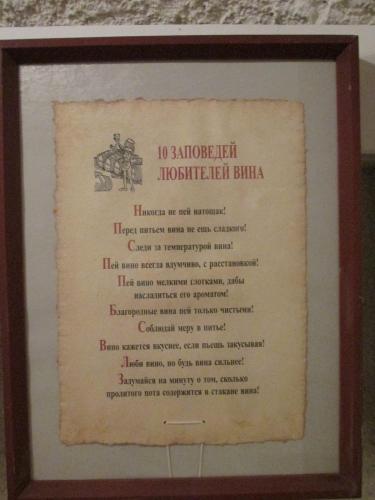 10 ЗАПОВЕДЕЙ
ЛЮБИТЕЛЕЙ ВИНА
Никогда не пей натощак!
Перед питьем вина не ешь сладкого!
Следи за температурой вина!
Пей вино всегда вдумчиво, с расстановкой!
Пей вино мелкими глотками, дабы
насладиться его ароматом!
Благородные вина пей только чистыми!
Соблюдай меру в питье!
Вино кажется вкуснее, если пьешь закусывая!
Люби вино, но будь вина сильнее!
Задумайся на минуту о том, сколько
пролитого пота содержится в стакане вина!